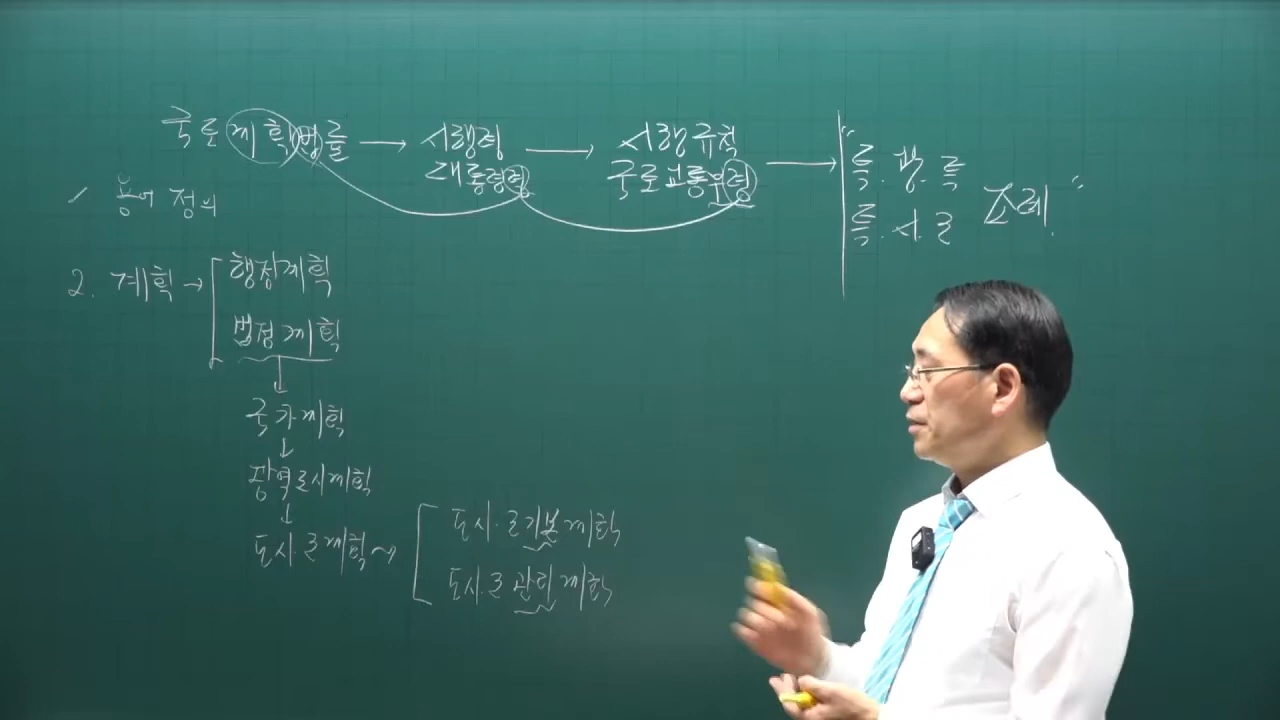 국토계획법률 → 시행령 → 시행규칙 → "특. 광. 특
대통령령 국토교통부령 특. 시. 군 조례"
1. 용어 정의
2. 계획 → 행정계획
법정계획
↓
국가계획
↓
광역도시계획
↓
도시.군계획 ~ 도시.군기본계획
도시.군관리계획